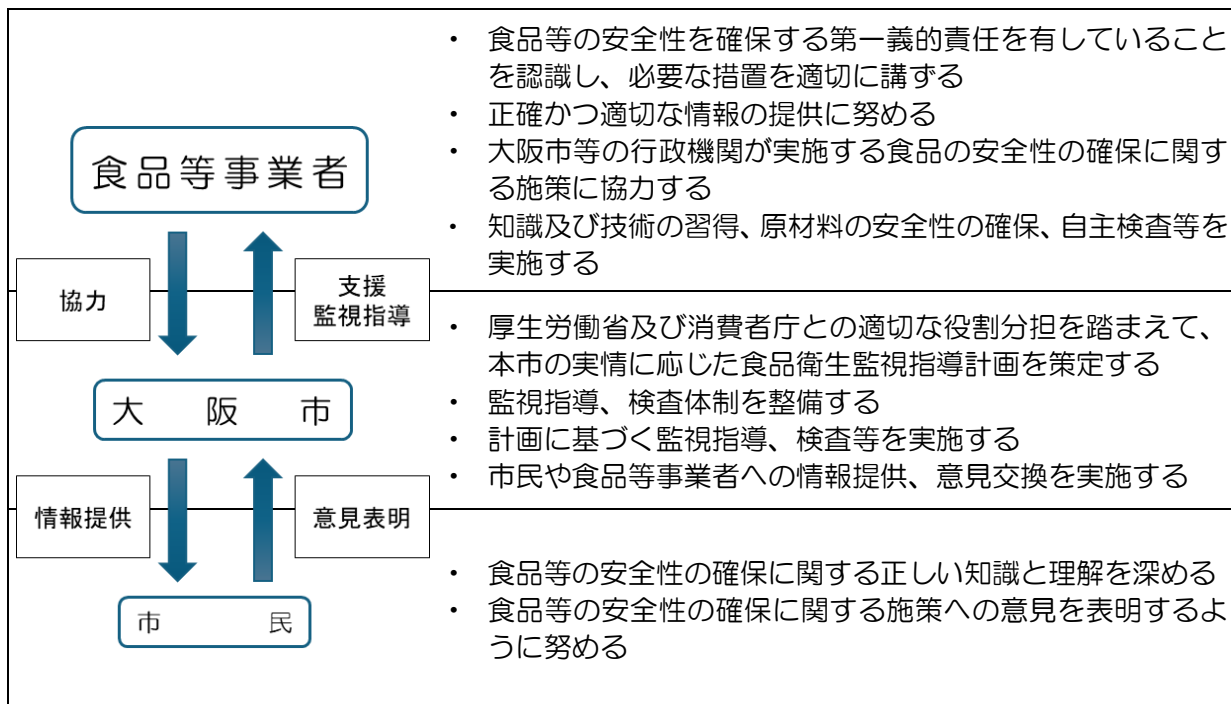 食品等事業者
・ 食品等の安全性を確保する第一義的責任を有していること
を認識し、必要な措置を適切に講ずる
・ 正確かつ適切な情報の提供に努める
・ 大阪市等の行政機関が実施する食品の安全性の確保に関す
る施策に協力する
・ 知識及び技術の習得、原材料の安全性の確保、自主検査等を
実施する
協力
支援
監視指導
大 阪 市
・ 厚生労働省及び消費者庁との適切な役割分担を踏まえて、
本市の実情に応じた食品衛生監視指導計画を策定する
・ 監視指導、検査体制を整備する
・ 計画に基づく監視指導、検査等を実施する
・ 市民や食品等事業者への情報提供、意見交換を実施する
情報提供
意見表明
市 民
・ 食品等の安全性の確保に関する正しい知識と理解を深める
・ 食品等の安全性の確保に関する施策への意見を表明するよ
うに努める